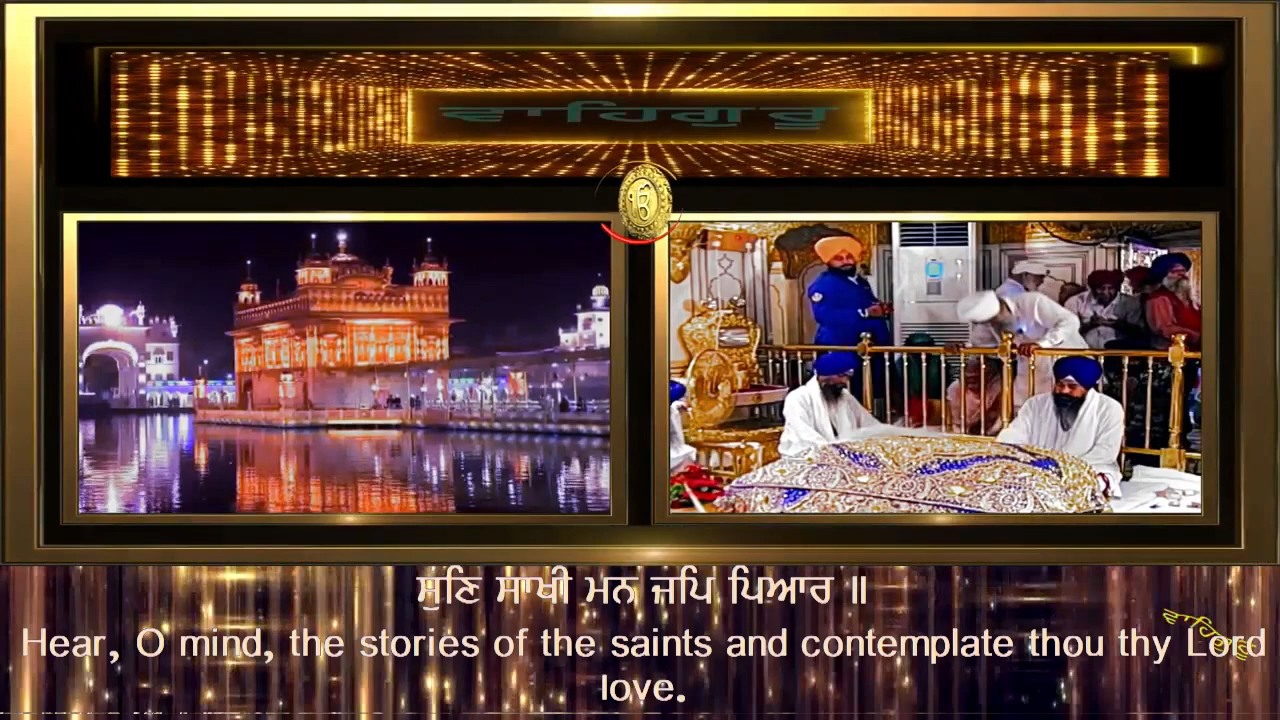 ਵਾਹਿਗੁਰੂ
ੴ
ਸੁਣਿ ਸਾਖੀ ਮਨ ਜਪਿ ਪਿਆਰ ॥
ਵਾਹਿਗੁਰੂ
Hear, O mind, the stories of the saints and contemplate thou thy Lord
love.